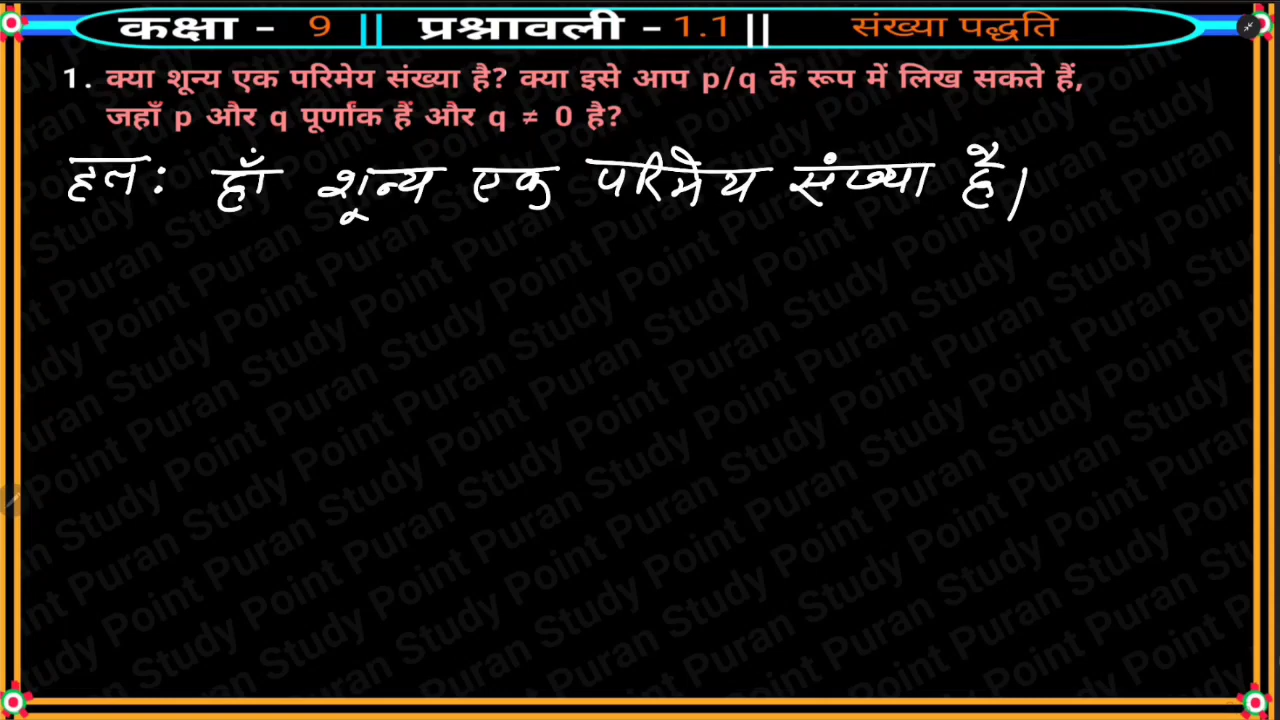 कक्षा - 9 || प्रश्नावली - 1.1 || संख्या पद्धति
1. क्या शून्य एक परिमेय संख्या है? क्या इसे आप p/q के रूप में लिख सकते हैं,
जहाँ p और q पूर्णांक हैं और q ≠ 0 है?
हल: हाँ शून्य एक परिमेय संख्या है।